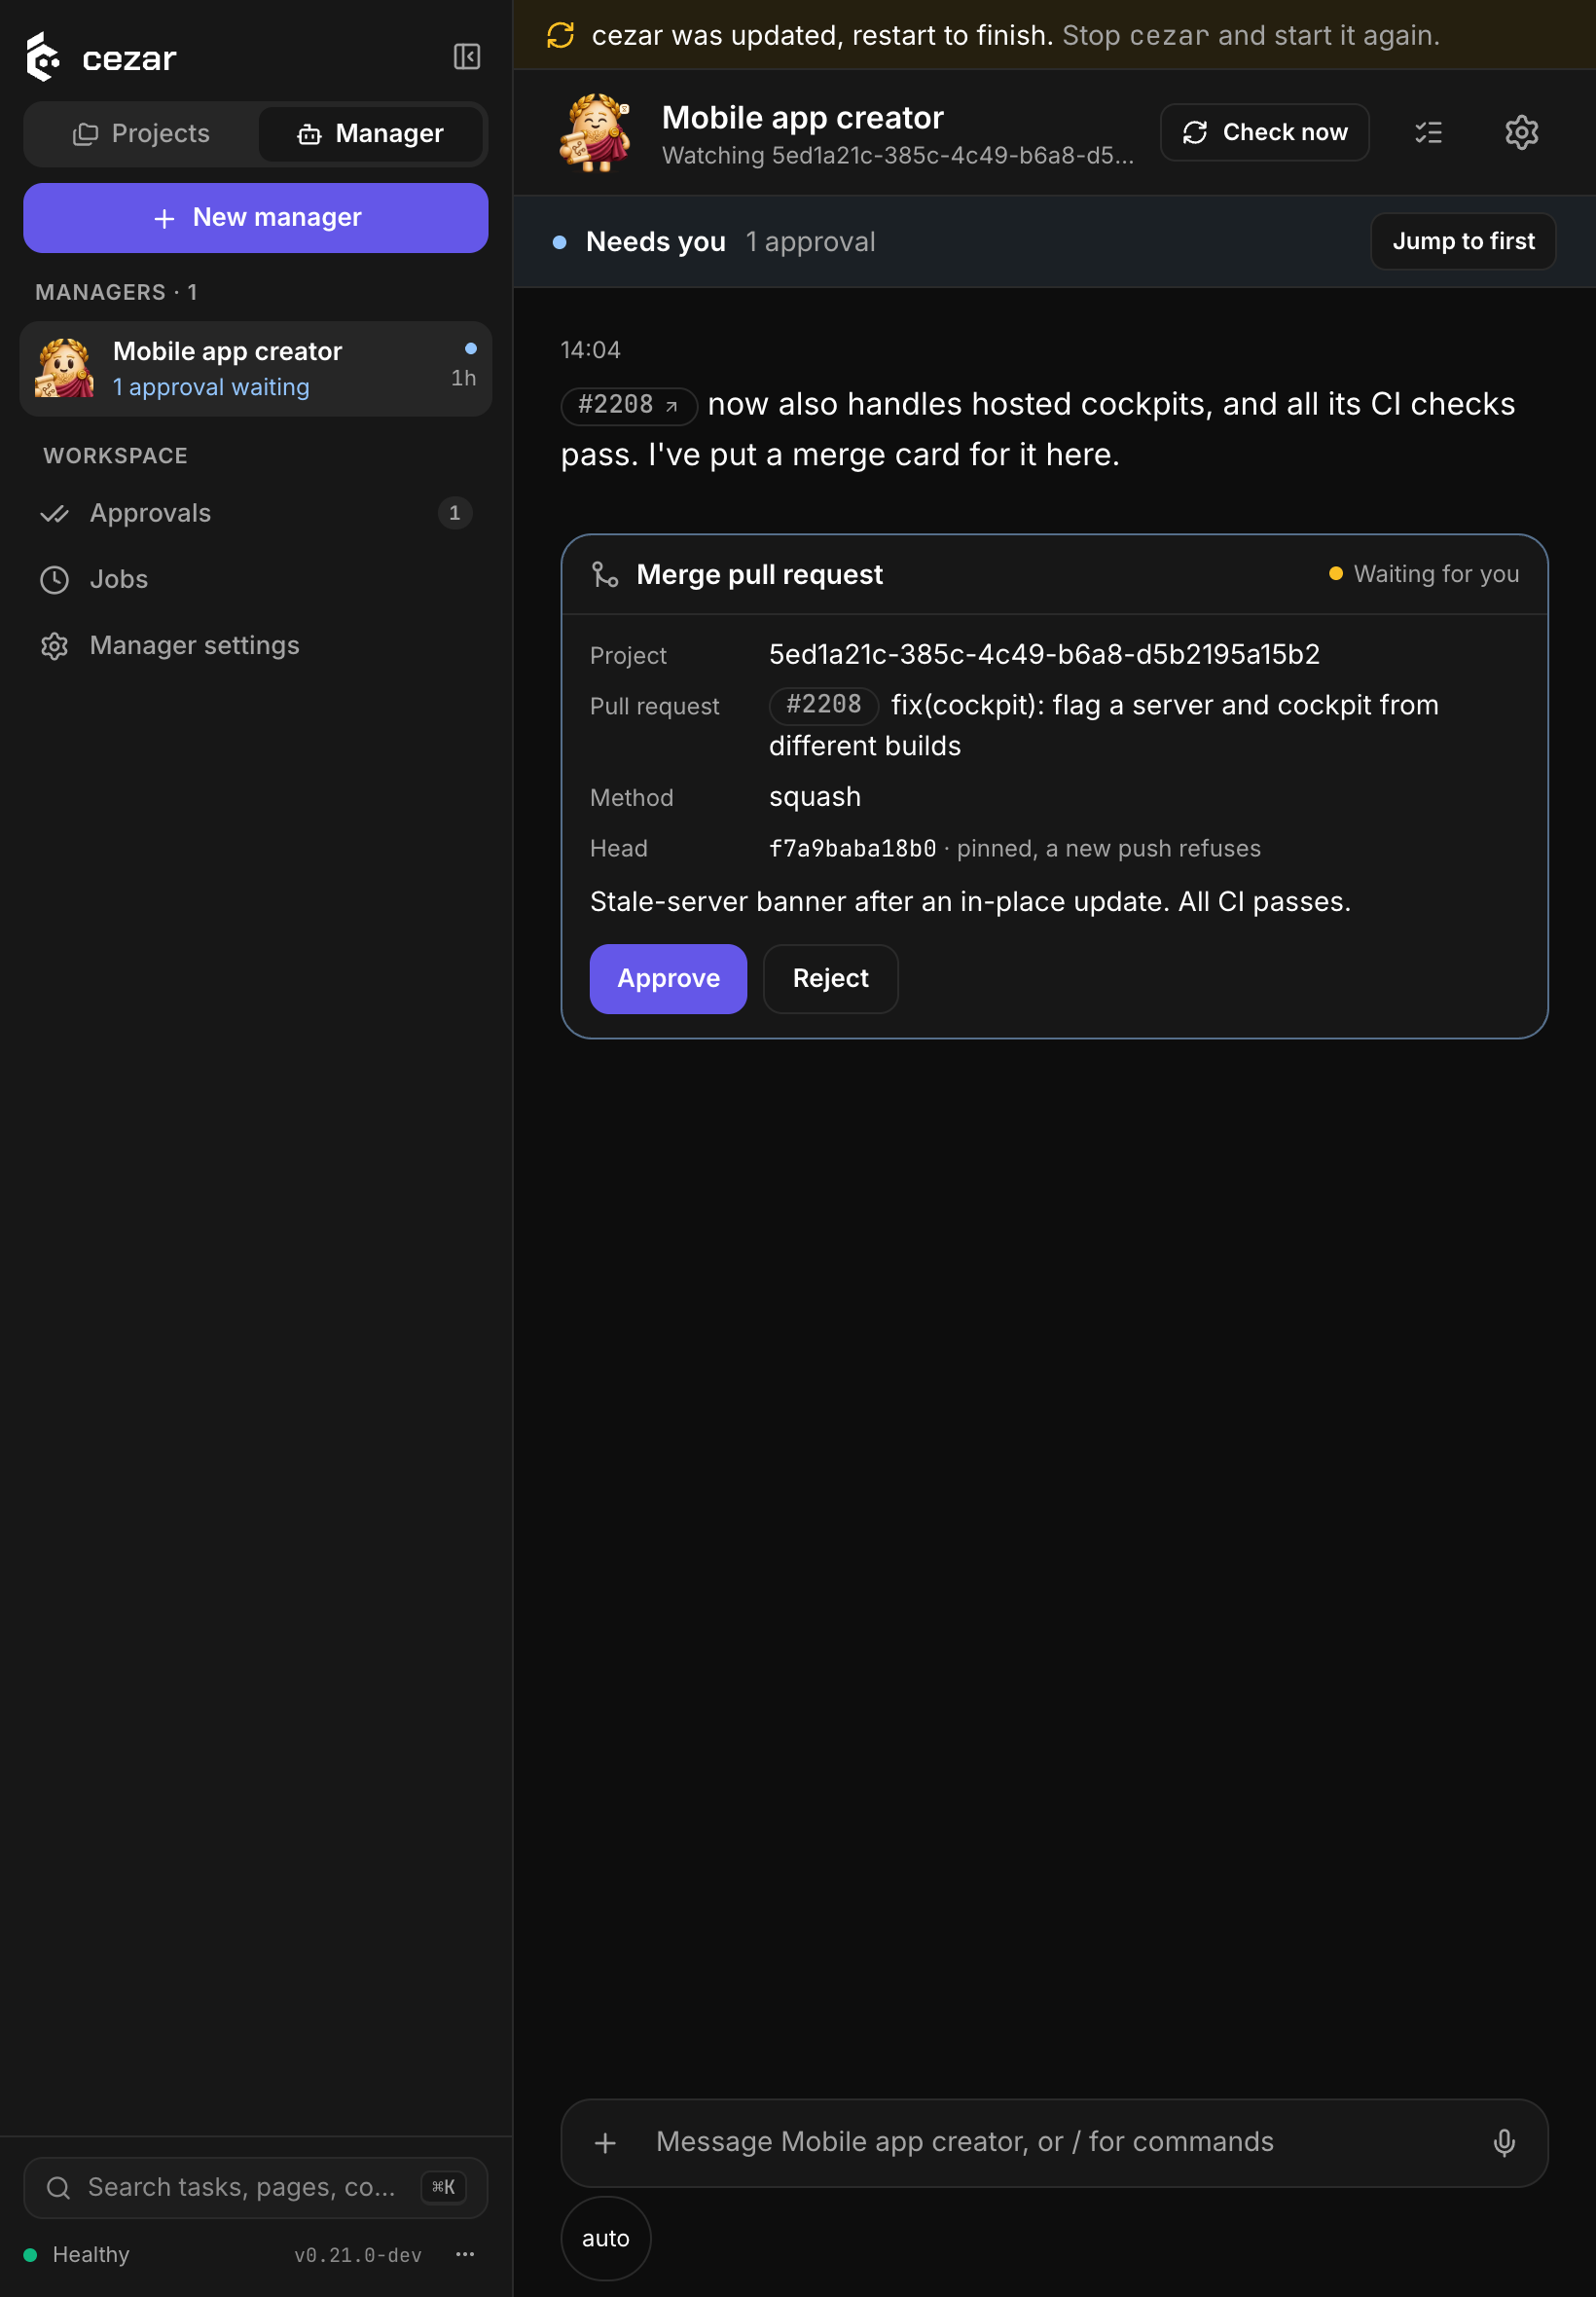 cezar
Projects
Manager
New manager
MANAGERS · 1
Mobile app creator
1 approval waiting
1h
WORKSPACE
Approvals
1
Jobs
Manager settings
Search tasks, pages, co...
⌘K
Healthy
v0.21.0-dev
cezar was updated, restart to finish. Stop cezar and start it again.
Mobile app creator
Watching 5ed1a21c-385c-4c49-b6a8-d5...
Check now
Needs you 1 approval
Jump to first
14:04
#2208 ↗ now also handles hosted cockpits, and all its CI checks
pass. I've put a merge card for it here.
Merge pull request
Waiting for you
Project 5ed1a21c-385c-4c49-b6a8-d5b2195a15b2
Pull request #2208 fix(cockpit): flag a server and cockpit from
different builds
Method squash
Head f7a9baba18b0 · pinned, a new push refuses
Stale-server banner after an in-place update. All CI passes.
Approve
Reject
Message Mobile app creator, or / for commands
auto